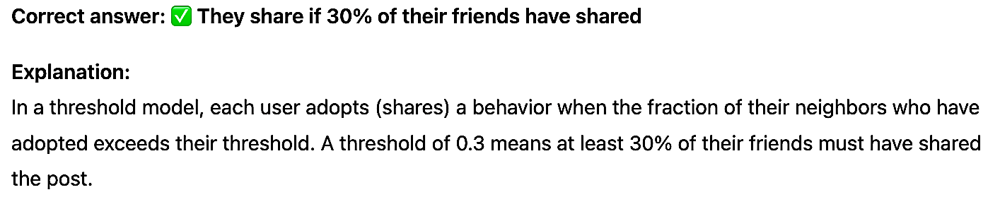 Correct answer: ✅ They share if 30% of their friends have shared
Explanation:
In a threshold model, each user adopts (shares) a behavior when the fraction of their neighbors who have
adopted exceeds their threshold. A threshold of 0.3 means at least 30% of their friends must have shared
the post.